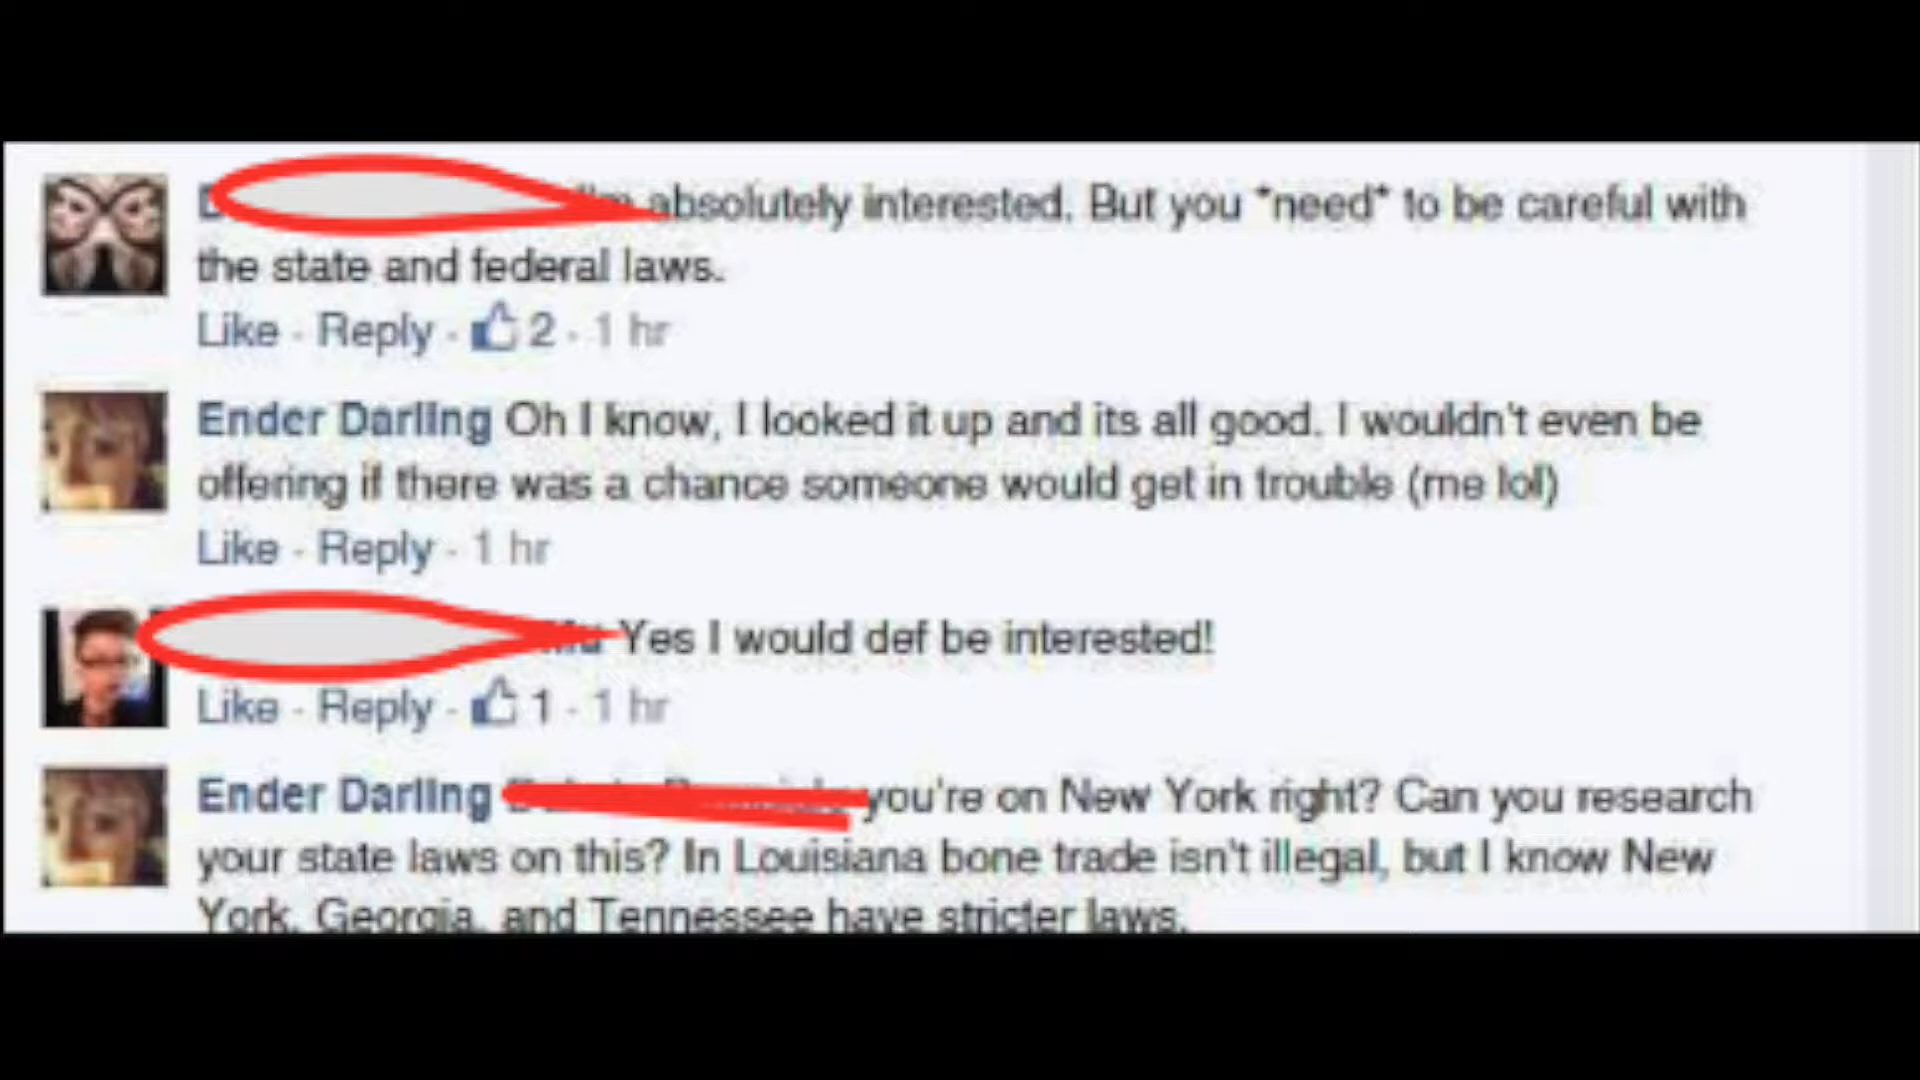 absolutely interested. But you *need* to be careful with
the state and federal laws.
Like · Reply · 2 · 1 hr
Ender Darling Oh I know, I looked it up and its all good. I wouldn't even be
offering if there was a chance someone would get in trouble (me lol)
Like · Reply · 1 hr
Yes I would def be interested!
Like · Reply · 1 · 1 hr
Ender Darling you're on New York right? Can you research
your state laws on this? In Louisiana bone trade isn't illegal, but I know New
York, Georgia, and Tennessee have stricter laws.